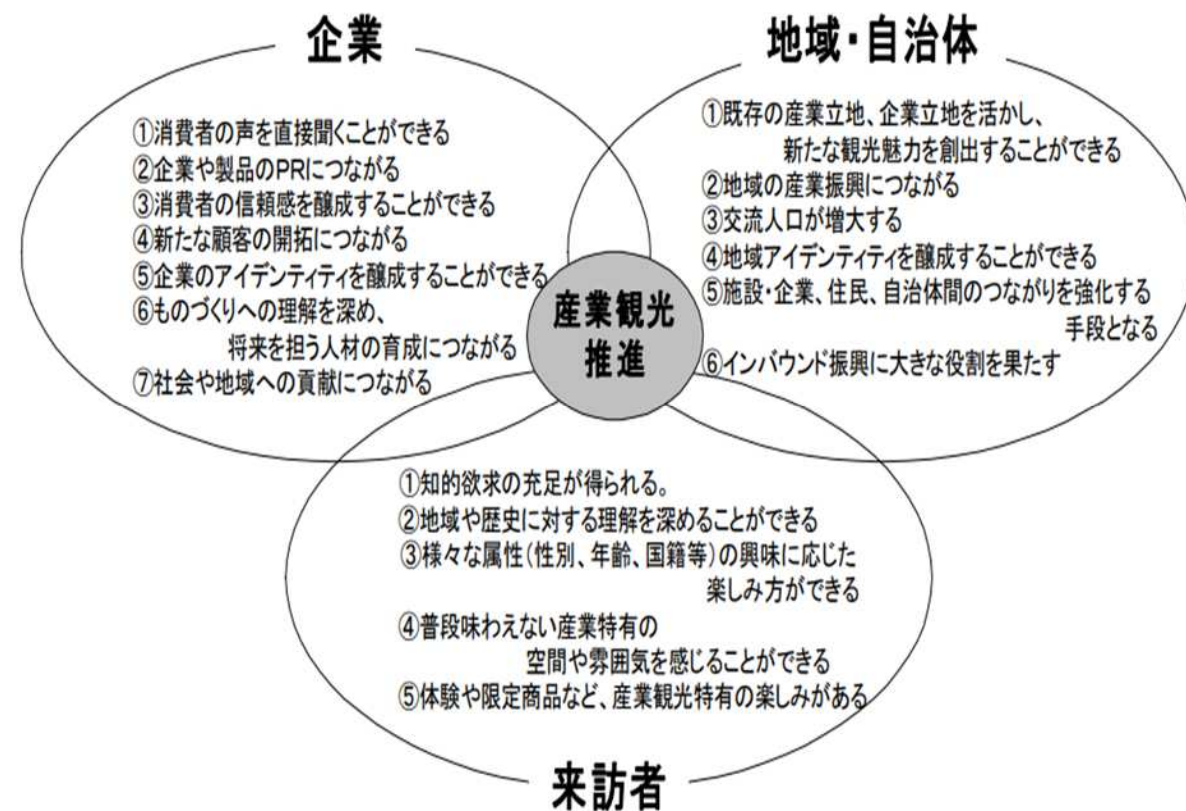 企業
①消費者の声を直接聞くことができる
②企業や製品のPRにつながる
③消費者の信頼感を醸成することができる
④新たな顧客の開拓につながる
⑤企業のアイデンティティを醸成することができる
⑥ものづくりへの理解を深め、
将来を担う人材の育成につながる
⑦社会や地域への貢献につながる
地域・自治体
①既存の産業立地、企業立地を活かし、
新たな観光魅力を創出することができる
②地域の産業振興につながる
③交流人口が増大する
④地域アイデンティティを醸成することができる
⑤施設・企業、住民、自治体間のつながりを強化する
手段となる
⑥インバウンド振興に大きな役割を果たす
産業観光
推進
①知的欲求の充足が得られる。
②地域や歴史に対する理解を深めることができる
③様々な属性(性別、年齢、国籍等)の興味に応じた
楽しみ方ができる
④普段味わえない産業特有の
空間や雰囲気を感じることができる
⑤体験や限定商品など、産業観光特有の楽しみがある
来訪者